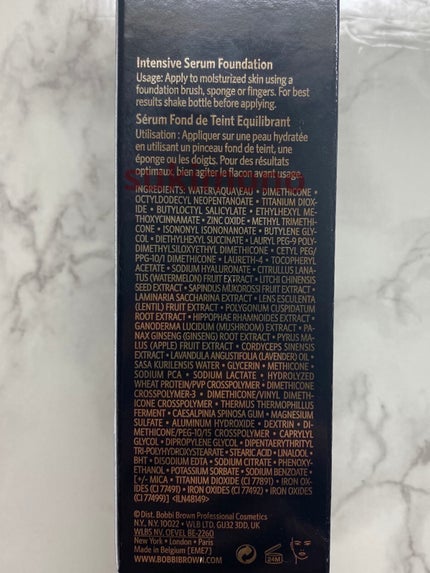 Intensive Serum Foundation
Usage: Apply to moisturized skin using a
foundation brush, sponge or fingers. For best
results shake bottle before applying.
Sérum Fond de Teint Equilibrant
Utilisation : Appliquer sur une peau hydratée
en utilisant un pinceau fond de teint, une
éponge ou les doigts. Pour des résultats
optimaux, bien agiter le flacon avant usage.
INGREDIENTS: WATER\AQUA\EAU • DIMETHICONE •
OCTYLDODECYL NEOPENTANOATE • TITANIUM DIOX-
IDE • BUTYLOCTYL SALICYLATE • ETHYLHEXYL ME-
THOXYCINNAMATE • ZINC OXIDE • METHYL TRIMETHI-
CONE • ISONONYL ISONONANOATE • BUTYLENE GLY-
COL • DIETHYLHEXYL SUCCINATE • LAURYL PEG-9 POLY-
DIMETHYLSILOXYETHYL DIMETHICONE • CETYL PEG/
PPG-10/1 DIMETHICONE • LAURETH-4 • TOCOPHERYL
ACETATE • SODIUM HYALURONATE • CITRULLUS LANA-
TUS (WATERMELON) FRUIT EXTRACT • LITCHI CHINENSIS
SEED EXTRACT • SAPINDUS MUKOROSSI FRUIT EXTRACT •
LAMINARIA SACCHARINA EXTRACT • LENS ESCULENTA
(LENTIL) FRUIT EXTRACT • POLYGONUM CUSPIDATUM
ROOT EXTRACT • HIPPOPHAE RHAMNOIDES EXTRACT •
GANODERMA LUCIDUM (MUSHROOM) EXTRACT • PA-
NAX GINSENG (GINSENG) ROOT EXTRACT • PYRUS MA-
LUS (APPLE) FRUIT EXTRACT • CORDYCEPS SINENSIS
EXTRACT • LAVANDULA ANGUSTIFOLIA (LAVENDER) OIL •
SASA KURILENSIS WATER • GLYCERIN • METHICONE •
SODIUM PCA • SODIUM LACTATE • HYDROLYZED
WHEAT PROTEIN/PVP CROSSPOLYMER • DIMETHICONE
CROSSPOLYMER-3 • DIMETHICONE/VINYL DIMETH-
ICONE CROSSPOLYMER • THERMUS THERMOPHILLUS
FERMENT • CAESALPINIA SPINOSA GUM • MAGNESIUM
SULFATE • ALUMINUM HYDROXIDE • DEXTRIN • DI-
METHICONE/PEG-10/15 CROSSPOLYMER • CAPRYLYL
GLYCOL • DIPROPYLENE GLYCOL • DIPENTAERYTHRITYL
TRI-POLYHYDROXYSTEARATE • STEARIC ACID • LINALOOL •
BHT • DISODIUM EDTA • SODIUM CITRATE • PHENOXY-
ETHANOL • POTASSIUM SORBATE • SODIUM BENZOATE •
[+/- MICA • TITANIUM DIOXIDE (CI 77891) • IRON OX-
IDES (CI 77491) • IRON OXIDES (CI 77492) • IRON OXIDES
(CI 77499)] <ILN48149>
©Dist. Bobbi Brown Professional Cosmetics
N.Y., N.Y. 10022 • WLB LTD. GU32 3DD, UK
WLBS NV. OEVEL BE-2260
New York • London • Paris
Made in Belgium [EME7]
WWW.BOBBIBROWN.COM
24M